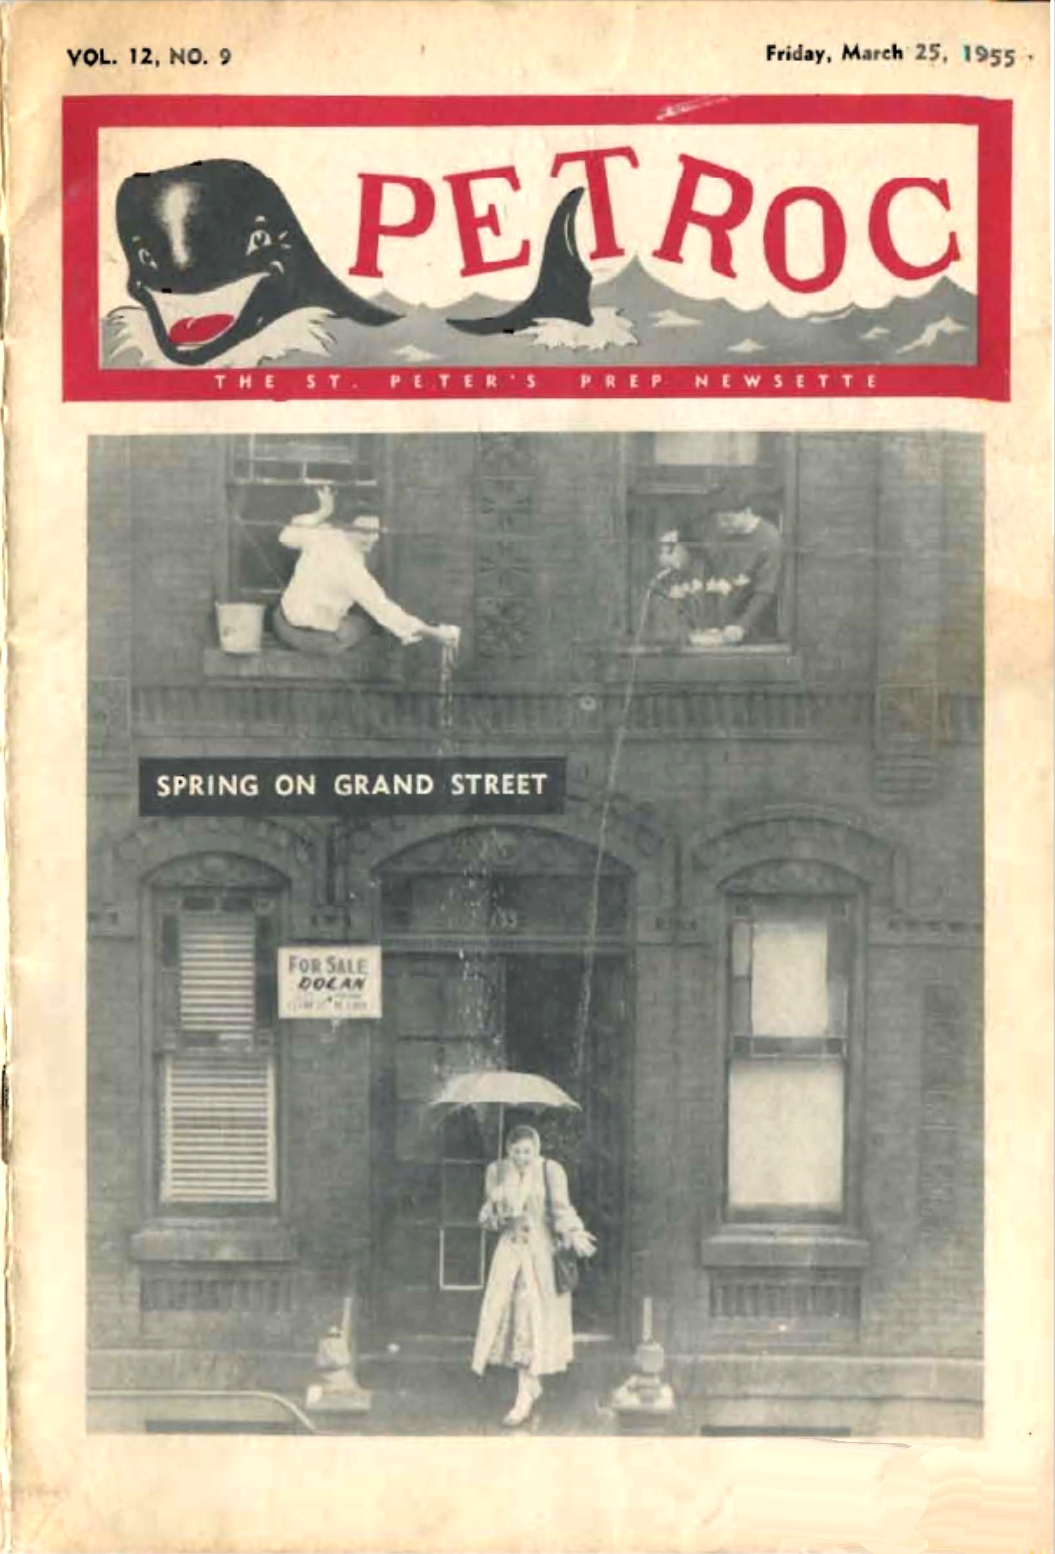 VOL. 12, NO. 9
Friday, March 25, 1955
PETROC
THE ST. PETER'S PREP NEWSETTE
SPRING ON GRAND STREET
FOR SALE
DOLAN